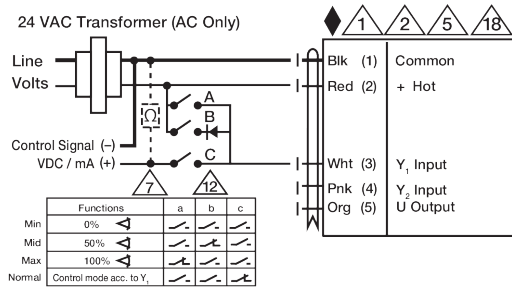 24 VAC Transformer (AC Only)
1 2 5 18
Line
Volts
Blk (1) Common
Red (2) + Hot
A
Ω
B
Control Signal (–)
VDC / mA (+)
C
Wht (3) Y1 Input
7 12
Pnk (4) Y2 Input
Org (5) U Output
Functions a b c
Min 0%
Mid 50%
Max 100%
Normal Control mode acc. to Y1